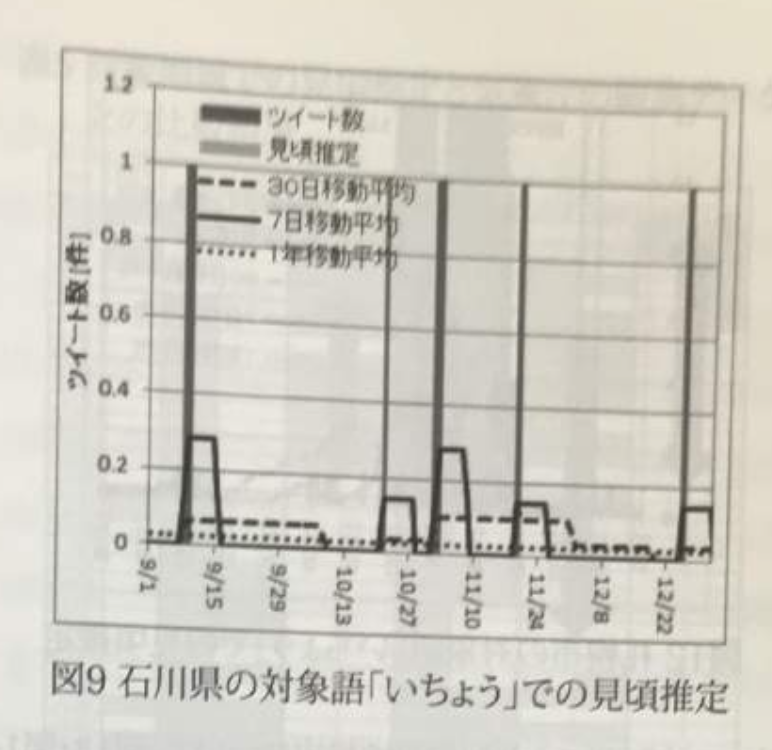 1.2
1
0.8
0.6
0.4
0.2
0
ツイート数[件]
ツイート数
見頃推定
30日移動平均
7日移動平均
1年移動平均
9/1
9/15
9/29
10/13
10/27
11/10
11/24
12/8
12/22
図9 石川県の対象語「いちょう」での見頃推定